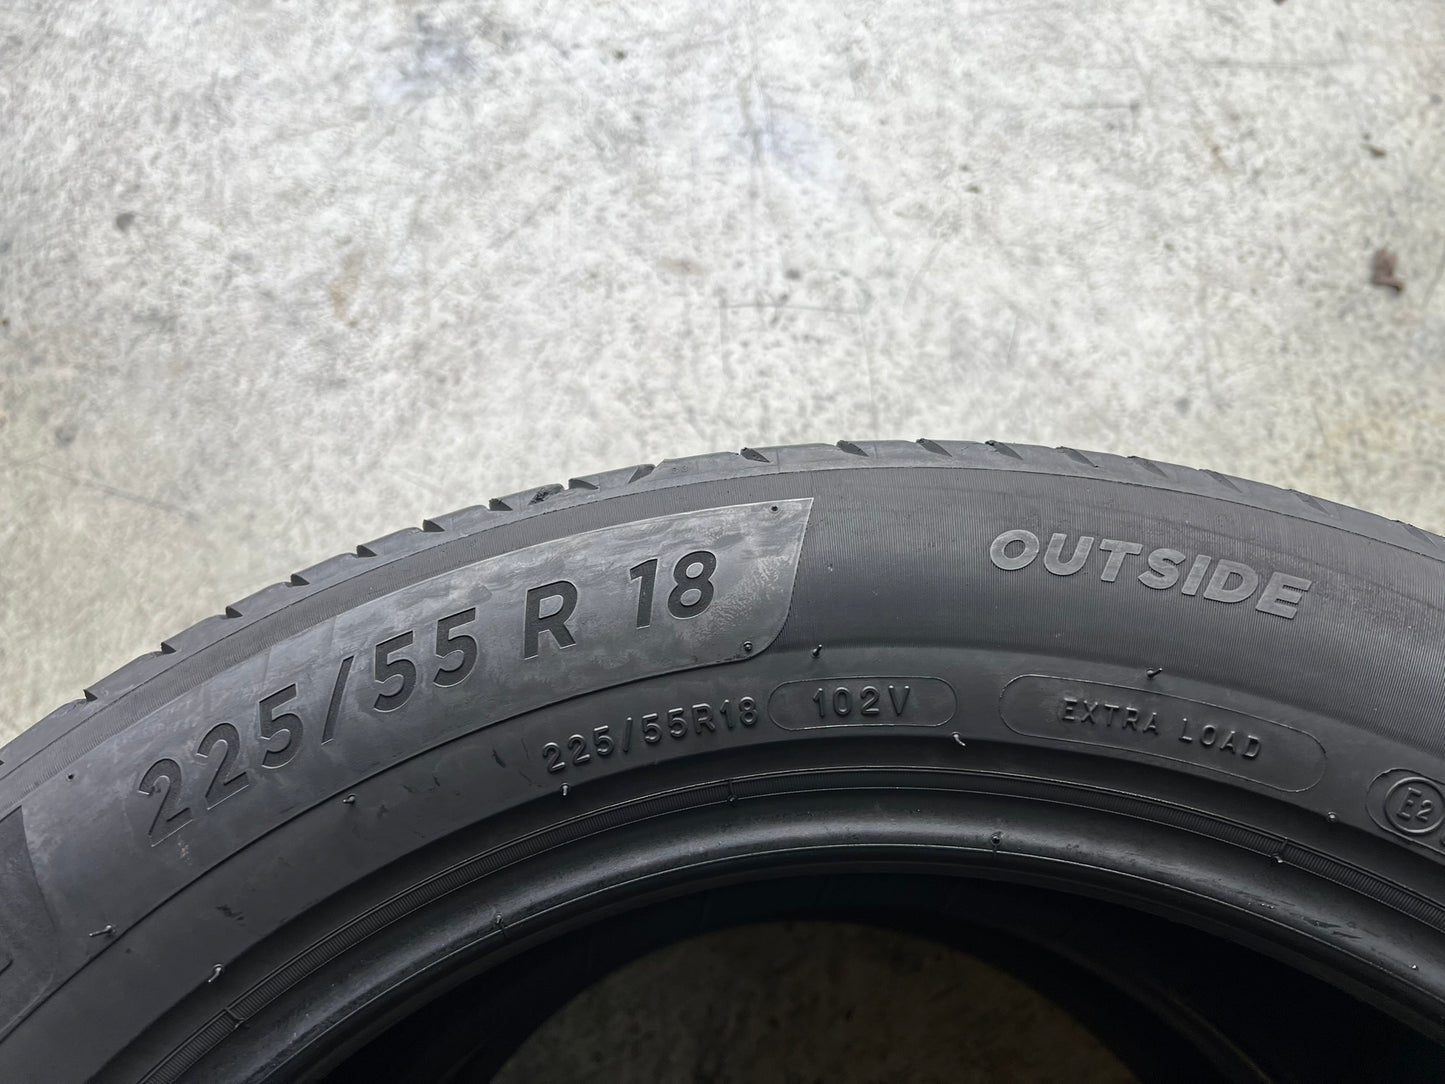 225/55 R 18
OUTSIDE
225/55R18 102V EXTRA LOAD
E2